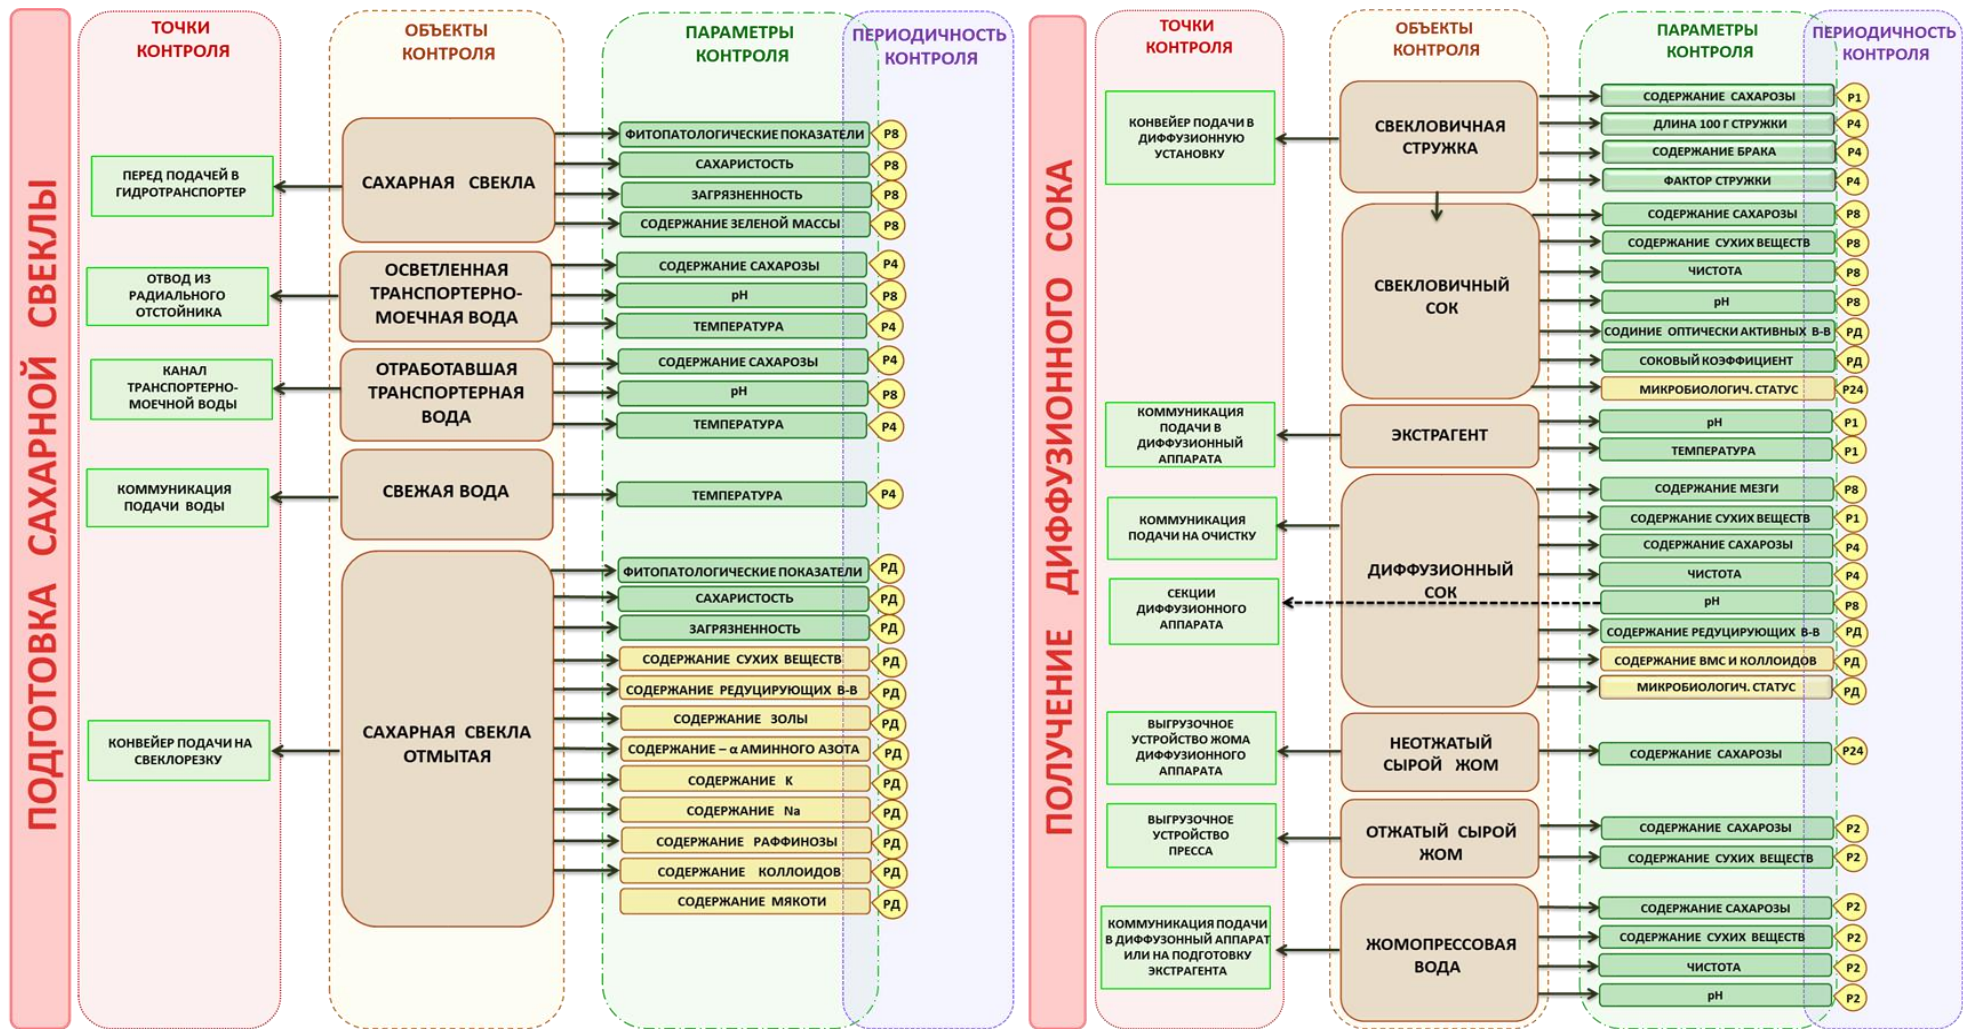 ПОДГОТОВКА САХАРНОЙ СВЕКЛЫ
ТОЧКИ
КОНТРОЛЯ
ОБЪЕКТЫ
КОНТРОЛЯ
ПАРАМЕТРЫ
КОНТРОЛЯ
ПЕРИОДИЧНОСТЬ
КОНТРОЛЯ
ПЕРЕД ПОДАЧЕЙ В
ГИДРОТРАНСПОРТЕР
САХАРНАЯ СВЕКЛА
ФИТОПАТОЛОГИЧЕСКИЕ ПОКАЗАТЕЛИ Р8
САХАРИСТОСТЬ Р8
ЗАГРЯЗНЕННОСТЬ Р8
СОДЕРЖАНИЕ ЗЕЛЕНОЙ МАССЫ Р8
ОТВОД ИЗ
РАДИАЛЬНОГО
ОТСТОЙНИКА
ОСВЕТЛЕННАЯ
ТРАНСПОРТЕРНО-
МОЕЧНАЯ ВОДА
СОДЕРЖАНИЕ САХАРОЗЫ Р4
pH Р8
ТЕМПЕРАТУРА Р4
КАНАЛ
ТРАНСПОРТЕРНО-
МОЕЧНОЙ ВОДЫ
ОТРАБОТАВШАЯ
ТРАНСПОРТЕРНАЯ
ВОДА
СОДЕРЖАНИЕ САХАРОЗЫ Р4
pH Р8
ТЕМПЕРАТУРА Р4
КОММУНИКАЦИЯ
ПОДАЧИ ВОДЫ
СВЕЖАЯ ВОДА
ТЕМПЕРАТУРА Р4
КОНВЕЙЕР ПОДАЧИ НА
СВЕКЛОРЕЗКУ
САХАРНАЯ СВЕКЛА
ОТМЫТАЯ
ФИТОПАТОЛОГИЧЕСКИЕ ПОКАЗАТЕЛИ РД
САХАРИСТОСТЬ РД
ЗАГРЯЗНЕННОСТЬ РД
СОДЕРЖАНИЕ СУХИХ ВЕЩЕСТВ РД
СОДЕРЖАНИЕ РЕДУЦИРУЮЩИХ В-В РД
СОДЕРЖАНИЕ ЗОЛЫ РД
СОДЕРЖАНИЕ – α АМИННОГО АЗОТА РД
СОДЕРЖАНИЕ K РД
СОДЕРЖАНИЕ Na РД
СОДЕРЖАНИЕ РАФФИНОЗЫ РД
СОДЕРЖАНИЕ КОЛЛОИДОВ РД
СОДЕРЖАНИЕ МЯКОТИ РД
ПОЛУЧЕНИЕ ДИФФУЗИОННОГО СОКА
ТОЧКИ
КОНТРОЛЯ
ОБЪЕКТЫ
КОНТРОЛЯ
ПАРАМЕТРЫ
КОНТРОЛЯ
ПЕРИОДИЧНОСТЬ
КОНТРОЛЯ
КОНВЕЙЕР ПОДАЧИ В
ДИФФУЗИОННУЮ
УСТАНОВКУ
СВЕКЛОВИЧНАЯ
СТРУЖКА
СОДЕРЖАНИЕ САХАРОЗЫ Р1
ДЛИНА 100 Г СТРУЖКИ Р4
СОДЕРЖАНИЕ БРАКА Р4
ФАКТОР СТРУЖКИ Р4
СВЕКЛОВИЧНЫЙ
СОК
СОДЕРЖАНИЕ САХАРОЗЫ Р8
СОДЕРЖАНИЕ СУХИХ ВЕЩЕСТВ Р8
ЧИСТОТА Р8
pH Р8
СОДИНИЕ ОПТИЧЕСКИ АКТИВНЫХ В-В РД
СОКОВЫЙ КОЭФФИЦИЕНТ РД
МИКРОБИОЛОГИЧ. СТАТУС Р24
КОММУНИКАЦИЯ
ПОДАЧИ В
ДИФФУЗИОННЫЙ
АППАРАТА
ЭКСТРАГЕНТ
pH Р1
ТЕМПЕРАТУРА Р1
КОММУНИКАЦИЯ
ПОДАЧИ НА ОЧИСТКУ
СЕКЦИИ
ДИФФУЗИОННОГО
АППАРАТА
ДИФФУЗИОННЫЙ
СОК
СОДЕРЖАНИЕ МЕЗГИ Р8
СОДЕРЖАНИЕ СУХИХ ВЕЩЕСТВ Р1
СОДЕРЖАНИЕ САХАРОЗЫ Р4
ЧИСТОТА Р4
pH Р8
СОДЕРЖАНИЕ РЕДУЦИРУЮЩИХ В-В РД
СОДЕРЖАНИЕ ВМС И КОЛЛОИДОВ РД
МИКРОБИОЛОГИЧ. СТАТУС РД
ВЫГРУЗОЧНОЕ
УСТРОЙСТВО ЖОМА
ДИФФУЗИОННОГО
АППАРАТА
НЕОТЖАТЫЙ
СЫРОЙ ЖОМ
СОДЕРЖАНИЕ САХАРОЗЫ Р24
ВЫГРУЗОЧНОЕ
УСТРОЙСТВО
ПРЕССА
ОТЖАТЫЙ СЫРОЙ
ЖОМ
СОДЕРЖАНИЕ САХАРОЗЫ Р2
СОДЕРЖАНИЕ СУХИХ ВЕЩЕСТВ Р2
КОММУНИКАЦИЯ ПОДАЧИ
В ДИФФУЗОННЫЙ АППАРАТ
ИЛИ НА ПОДГОТОВКУ
ЭКСТРАГЕНТА
ЖОМОПРЕССОВАЯ
ВОДА
СОДЕРЖАНИЕ САХАРОЗЫ Р2
СОДЕРЖАНИЕ СУХИХ ВЕЩЕСТВ Р2
ЧИСТОТА Р2
pH Р2